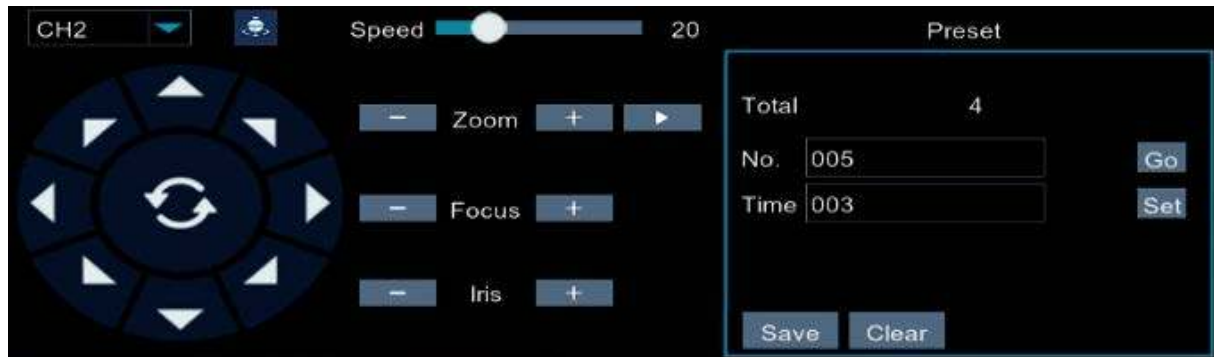 CH2
Speed 20
Preset
Zoom
Focus
Iris
Total 4
No. 005 Go
Time 003 Set
Save Clear